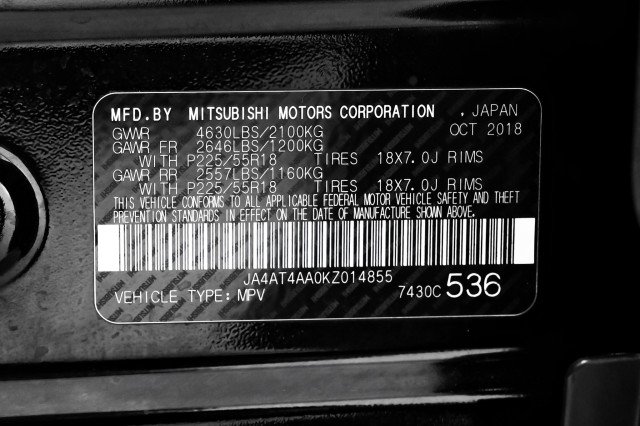 MFD.BY MITSUBISHI MOTORS CORPORATION . JAPAN
GVWR 4630LBS/2100KG OCT 2018
GAWR FR 2646LBS/1200KG
WITH P225/55R18 TIRES 18X7.0J RIMS
GAWR RR 2557LBS/1160KG
WITH P225/55R18 TIRES 18X7.0J RIMS
THIS VEHICLE CONFORMS TO ALL APPLICABLE FEDERAL MOTOR VEHICLE SAFETY AND THEFT
PREVENTION STANDARDS IN EFFECT ON THE DATE OF MANUFACTURE SHOWN ABOVE.
JA4AT4AA0KZ014855
VEHICLE TYPE: MPV 7430C 536